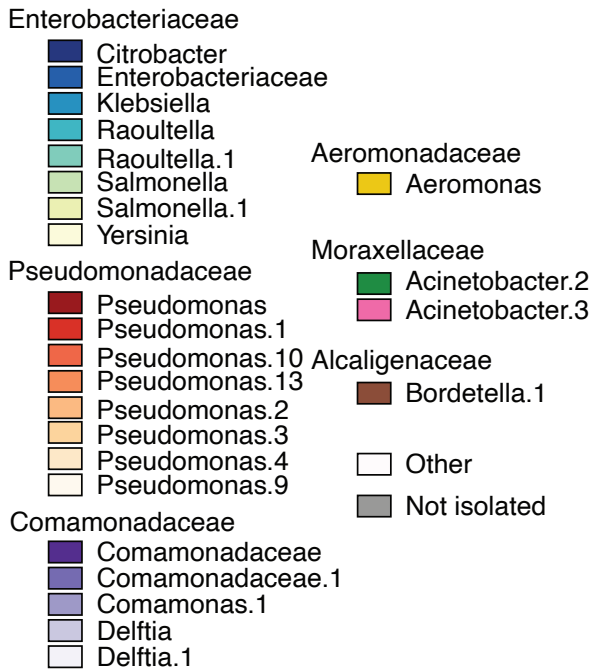 Enterobacteriaceae
Citrobacter
Enterobacteriaceae
Klebsiella
Raoultella
Raoultella.1
Salmonella
Salmonella.1
Yersinia
Pseudomonadaceae
Pseudomonas
Pseudomonas.1
Pseudomonas.10
Pseudomonas.13
Pseudomonas.2
Pseudomonas.3
Pseudomonas.4
Pseudomonas.9
Comamonadaceae
Comamonadaceae
Comamonadaceae.1
Comamonas.1
Delftia
Delftia.1
Aeromonadaceae
Aeromonas
Moraxellaceae
Acinetobacter.2
Acinetobacter.3
Alcaligenaceae
Bordetella.1
Other
Not isolated